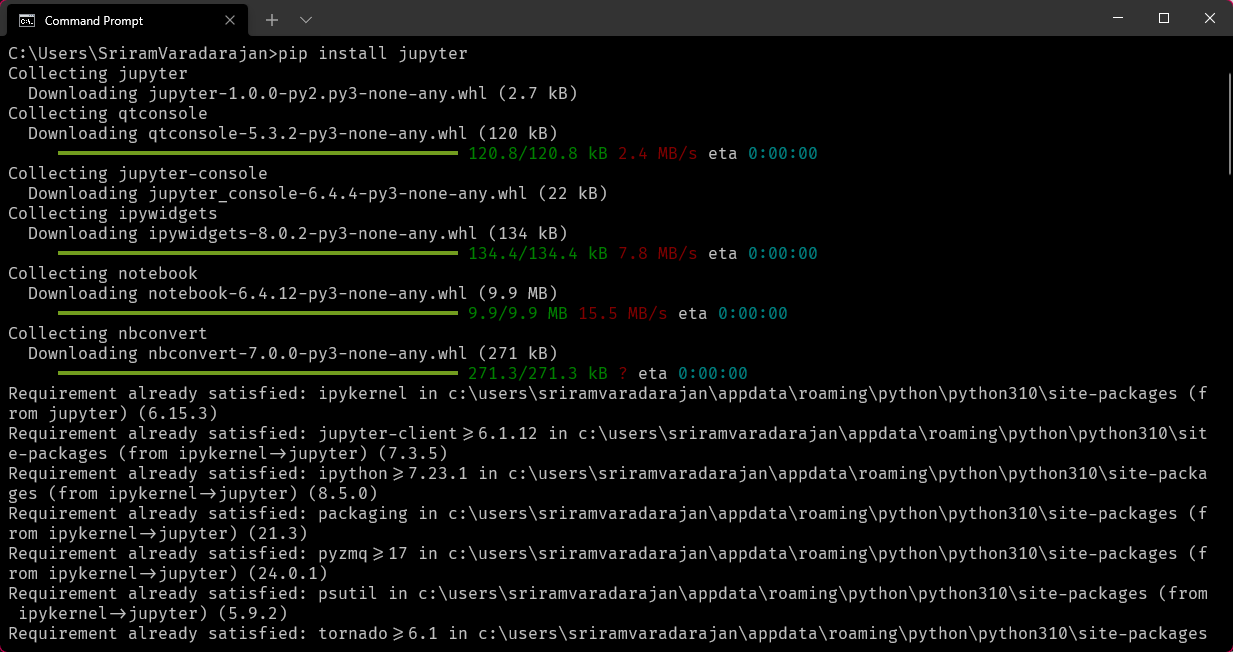 Command Prompt
C:\Users\SriramVaradarajan>pip install jupyter
Collecting jupyter
  Downloading jupyter-1.0.0-py2.py3-none-any.whl (2.7 kB)
Collecting qtconsole
  Downloading qtconsole-5.3.2-py3-none-any.whl (120 kB)
120.8/120.8 kB 2.4 MB/s eta 0:00:00
Collecting jupyter-console
  Downloading jupyter_console-6.4.4-py3-none-any.whl (22 kB)
Collecting ipywidgets
  Downloading ipywidgets-8.0.2-py3-none-any.whl (134 kB)
134.4/134.4 kB 7.8 MB/s eta 0:00:00
Collecting notebook
  Downloading notebook-6.4.12-py3-none-any.whl (9.9 MB)
9.9/9.9 MB 15.5 MB/s eta 0:00:00
Collecting nbconvert
  Downloading nbconvert-7.0.0-py3-none-any.whl (271 kB)
271.3/271.3 kB ? eta 0:00:00
Requirement already satisfied: ipykernel in c:\users\sriramvaradarajan\appdata\roaming\python\python310\site-packages (f
rom jupyter) (6.15.3)
Requirement already satisfied: jupyter-client>=6.1.12 in c:\users\sriramvaradarajan\appdata\roaming\python\python310\sit
e-packages (from ipykernel->jupyter) (7.3.5)
Requirement already satisfied: ipython>=7.23.1 in c:\users\sriramvaradarajan\appdata\roaming\python\python310\site-packa
ges (from ipykernel->jupyter) (8.5.0)
Requirement already satisfied: packaging in c:\users\sriramvaradarajan\appdata\roaming\python\python310\site-packages (f
rom ipykernel->jupyter) (21.3)
Requirement already satisfied: pyzmq>=17 in c:\users\sriramvaradarajan\appdata\roaming\python\python310\site-packages (f
rom ipykernel->jupyter) (24.0.1)
Requirement already satisfied: psutil in c:\users\sriramvaradarajan\appdata\roaming\python\python310\site-packages (from
 ipykernel->jupyter) (5.9.2)
Requirement already satisfied: tornado>=6.1 in c:\users\sriramvaradarajan\appdata\roaming\python\python310\site-packages